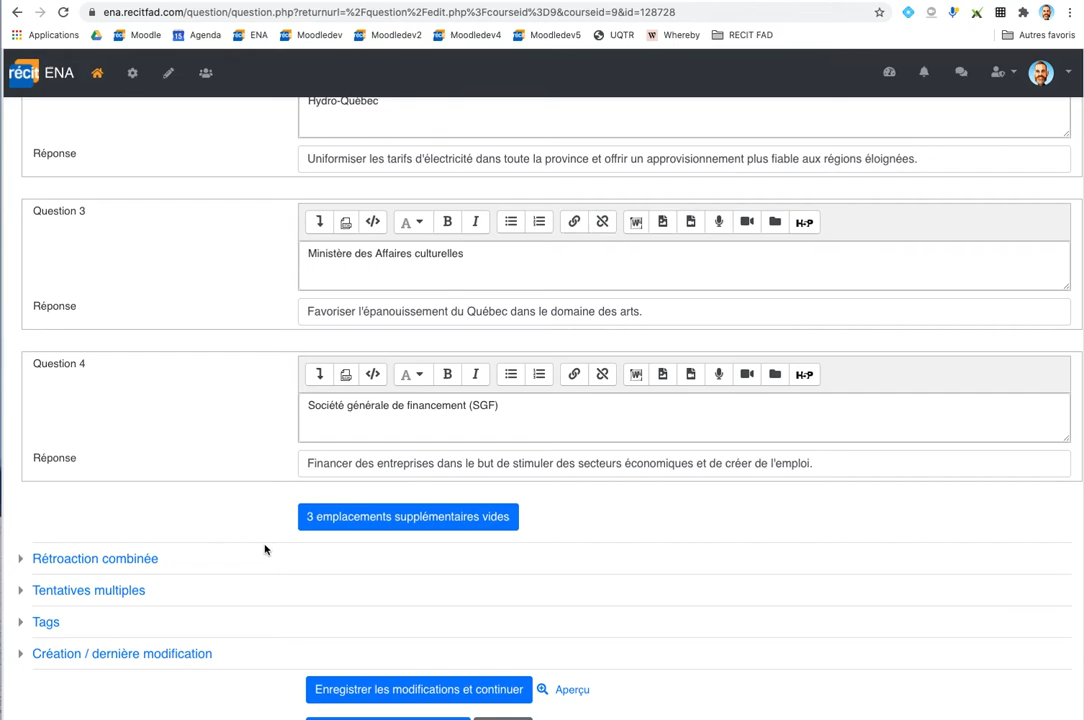 ena.recitfad.com/question/question.php?returnurl=%2Fquestion%2Fedit.php%3Fcourseid%3D9&courseid=9&id=128728
Applications Moodle Agenda ENA Moodledev Moodledev2 Moodledev4 Moodledev5 UQTR Whereby RECIT FAD Autres favoris
récit ENA
Hydro-Québec
Réponse
Uniformiser les tarifs d'électricité dans toute la province et offrir un approvisionnement plus fiable aux régions éloignées.
Question 3
A B I H-P
Ministère des Affaires culturelles
Réponse
Favoriser l'épanouissement du Québec dans le domaine des arts.
Question 4
A B I H-P
Société générale de financement (SGF)
Réponse
Financer des entreprises dans le but de stimuler des secteurs économiques et de créer de l'emploi.
3 emplacements supplémentaires vides
Rétroaction combinée
Tentatives multiples
Tags
Création / dernière modification
Enregistrer les modifications et continuer Aperçu